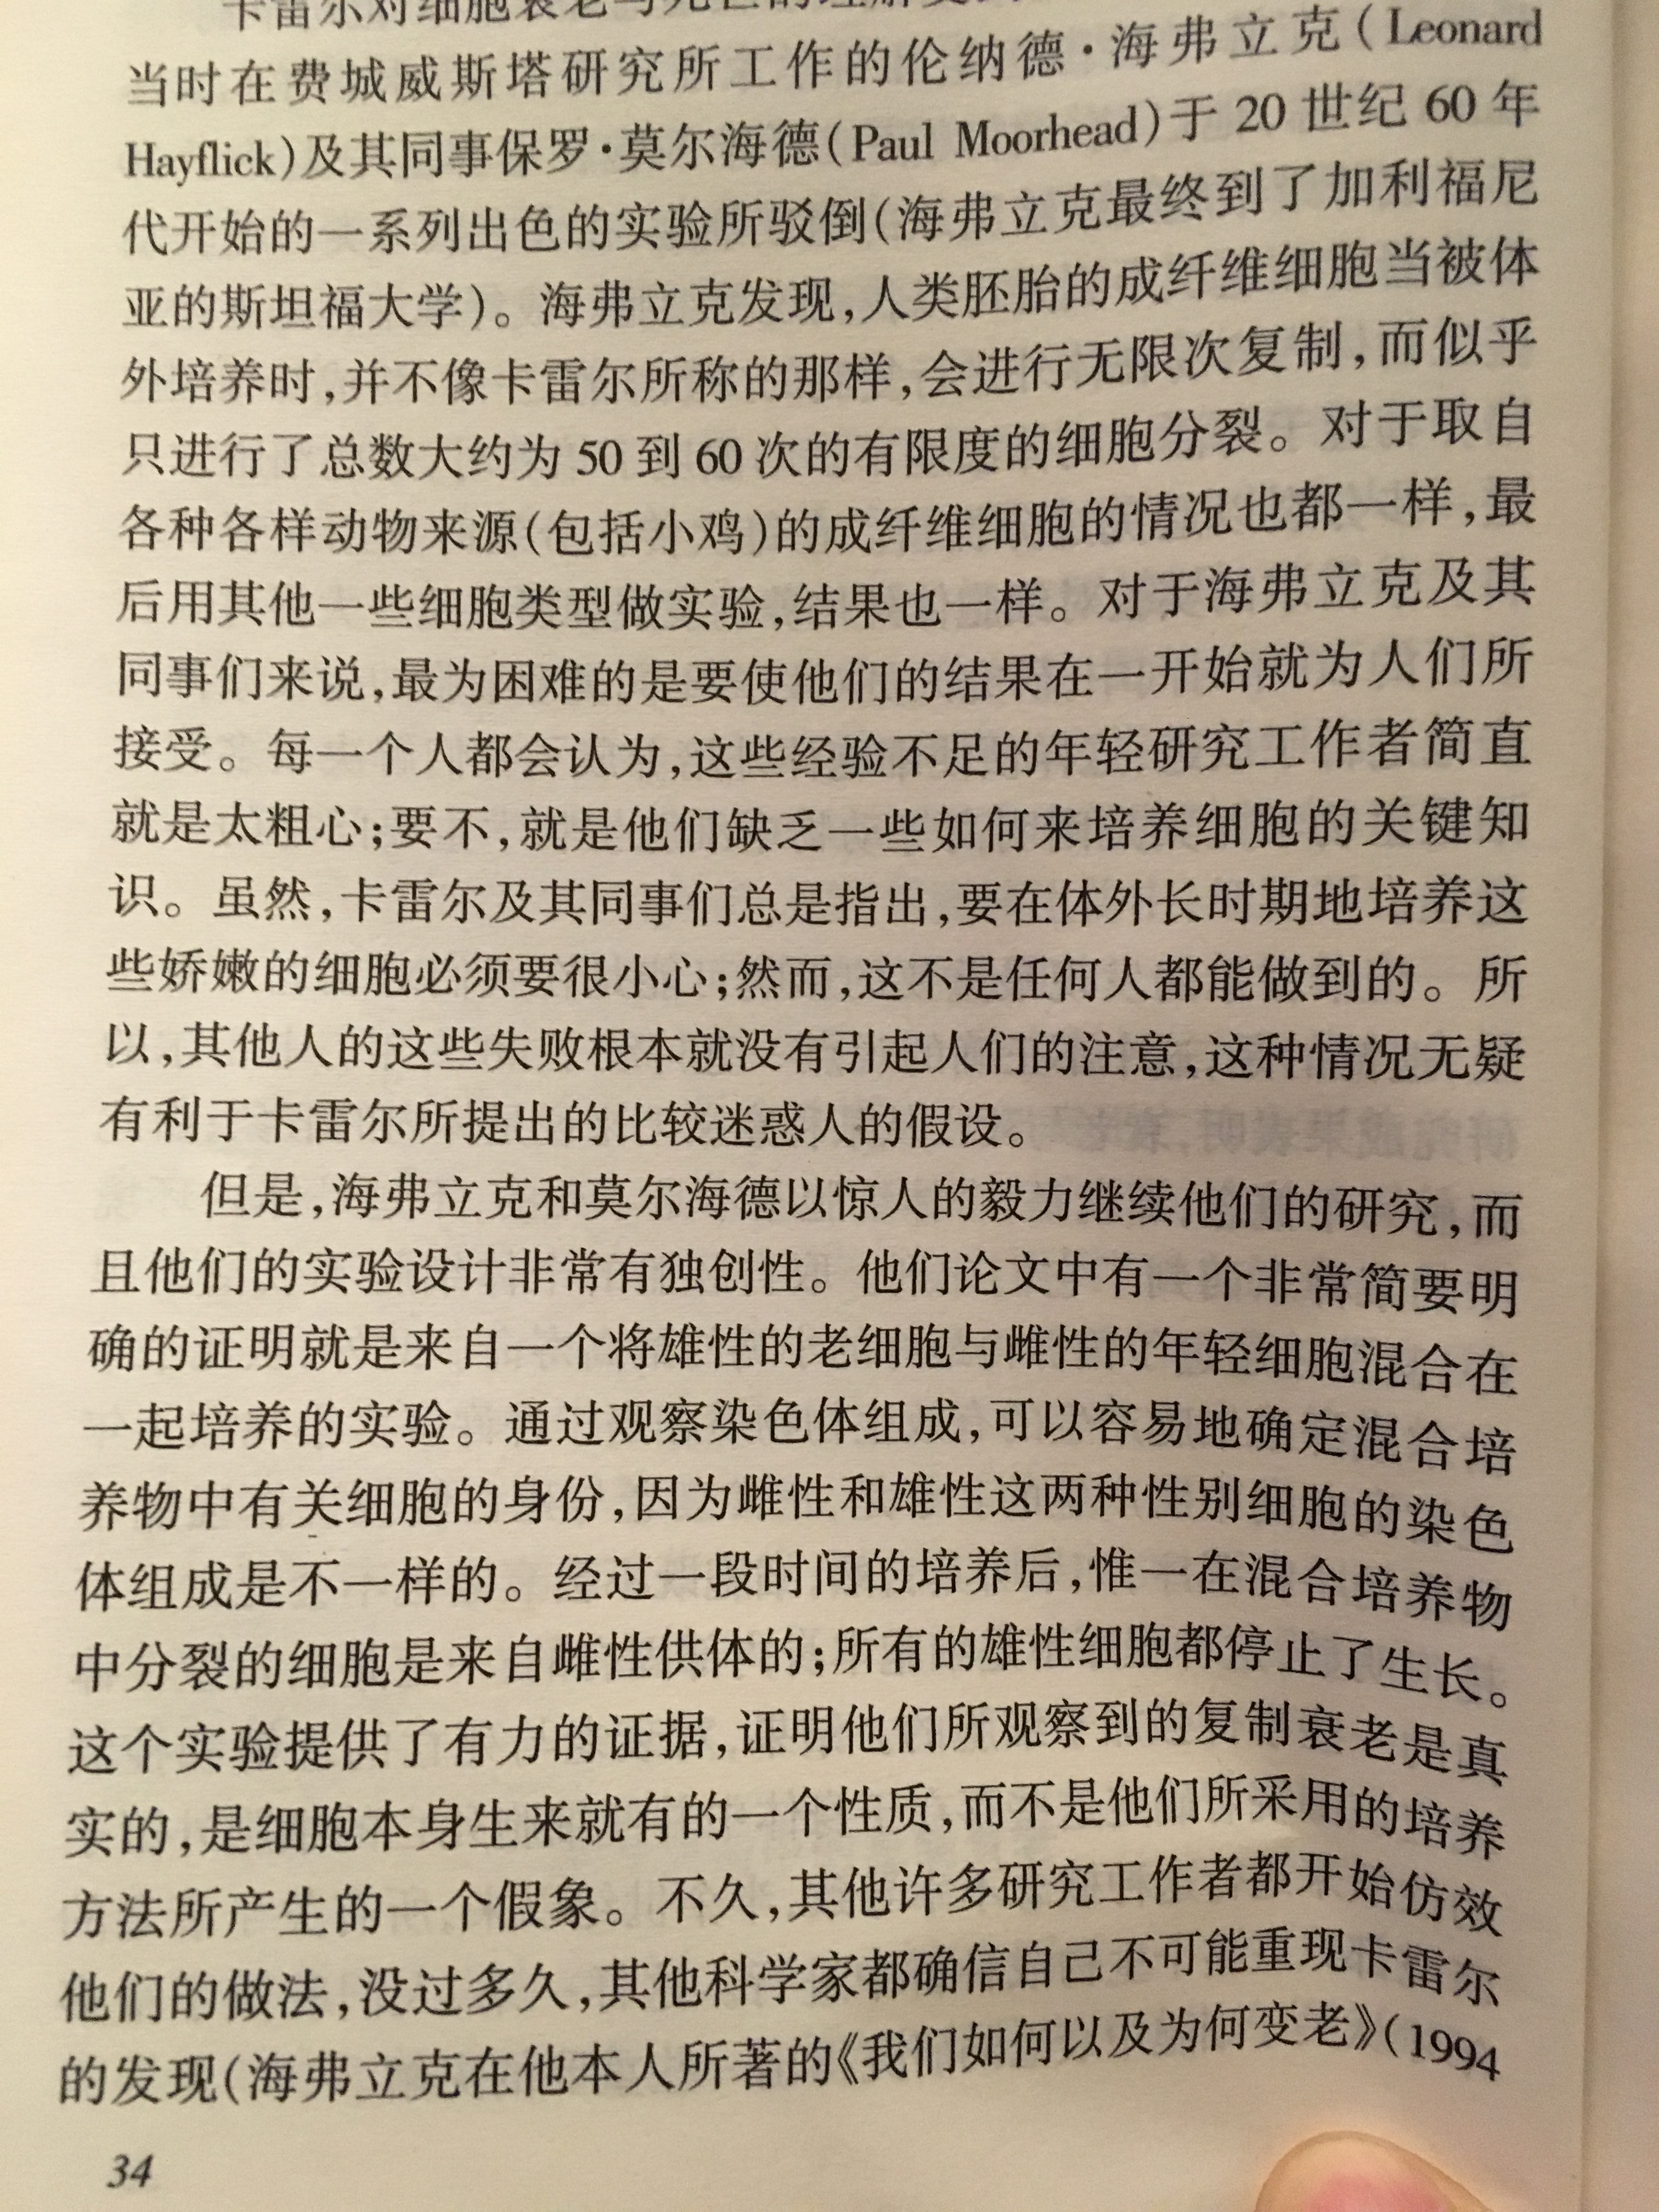 卡雷尔对细胞衰老与死亡的理解
当时在费城威斯塔研究所工作的伦纳德·海弗立克(Leonard
Hayflick)及其同事保罗·莫尔海德(Paul Moorhead)于 20 世纪 60 年
代开始的一系列出色的实验所驳倒(海弗立克最终到了加利福尼
亚的斯坦福大学)。海弗立克发现,人类胚胎的成纤维细胞当被体
外培养时,并不像卡雷尔所称的那样,会进行无限次复制,而似乎
只进行了总数大约为 50 到 60 次的有限度的细胞分裂。对于取自
各种各样动物来源(包括小鸡)的成纤维细胞的情况也都一样,最
后用其他一些细胞类型做实验,结果也一样。对于海弗立克及其
同事们来说,最为困难的是要使他们的结果在一开始就为人们所
接受。每一个人都会认为,这些经验不足的年轻研究工作者简直
就是太粗心;要不,就是他们缺乏一些如何来培养细胞的关键知
识。虽然,卡雷尔及其同事们总是指出,要在体外长时期地培养这
些娇嫩的细胞必须要很小心;然而,这不是任何人都能做到的。所
以,其他人的这些失败根本就没有引起人们的注意,这种情况无疑
有利于卡雷尔所提出的比较迷惑人的假设。
但是,海弗立克和莫尔海德以惊人的毅力继续他们的研究,而
且他们的实验设计非常有独创性。他们论文中有一个非常简要明
确的证明就是来自一个将雄性的老细胞与雌性的年轻细胞混合在
一起培养的实验。通过观察染色体组成,可以容易地确定混合培
养物中有关细胞的身份,因为雌性和雄性这两种性别细胞的染色
体组成是不一样的。经过一段时间的培养后,惟一在混合培养物
中分裂的细胞是来自雌性供体的;所有的雄性细胞都停止了生长。
这个实验提供了有力的证据,证明他们所观察到的复制衰老是真
实的,是细胞本身生来就有的一个性质,而不是他们所采用的培养
方法所产生的一个假象。不久,其他许多研究工作者都开始仿效
他们的做法,没过多久,其他科学家都确信自己不可能重现卡雷尔
的发现(海弗立克在他本人所著的《我们如何以及为何变老》(1994
34